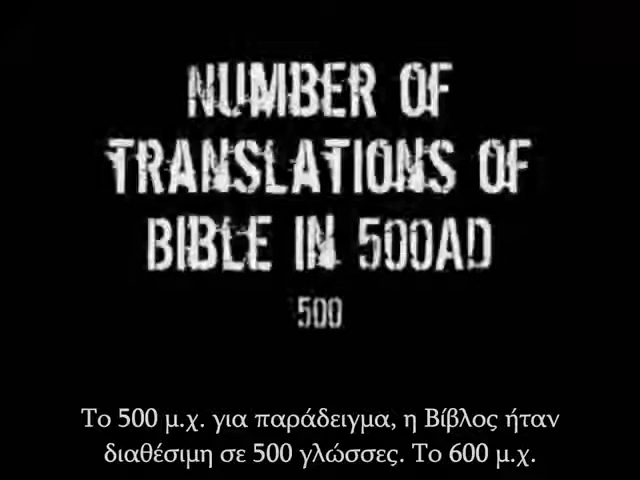 NUMBER OF
TRANSLATIONS OF
BIBLE IN 500AD
500
Το 500 μ.χ. για παράδειγμα, η Βίβλος ήταν
διαθέσιμη σε 500 γλώσσες. Το 600 μ.χ.